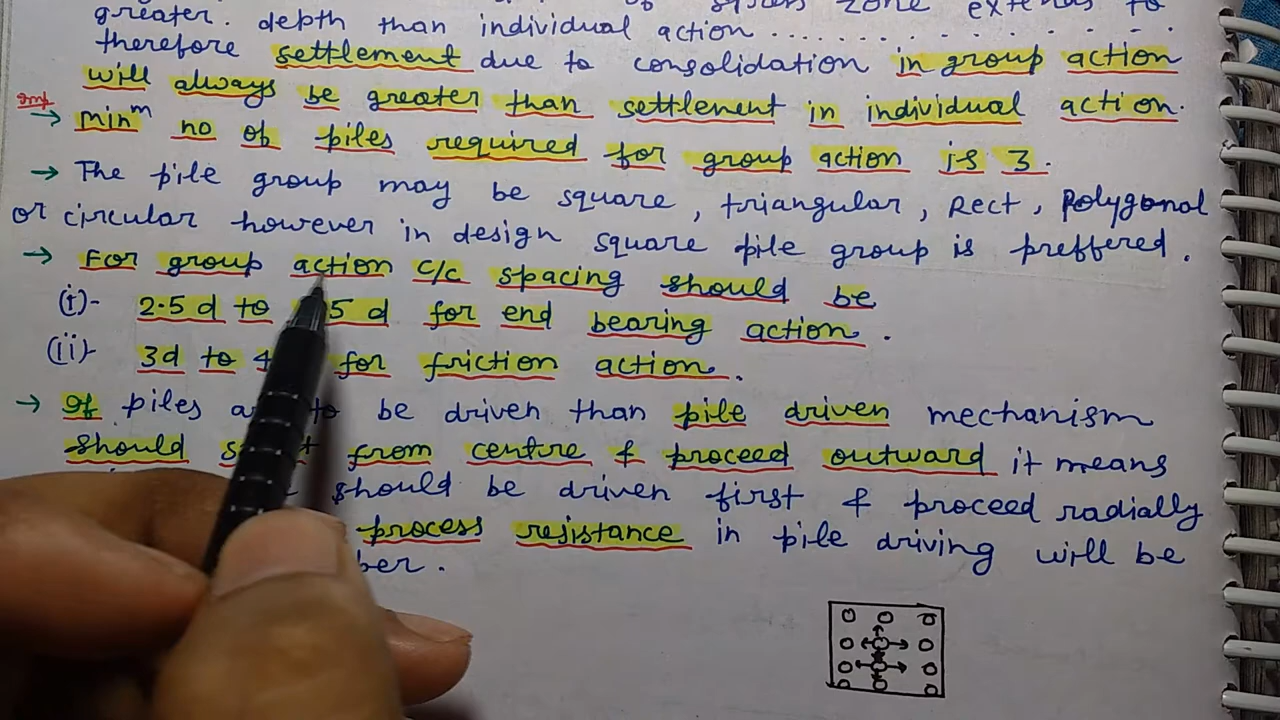 greater. depth than individual action ...............
therefore settlement due to consolidation in group action
will always be greater than settlement in individual action.
Imp
→ minᵐ no of piles required for group action is 3.
→ The pile group may be square, triangular, Rect, Polygonal
or circular however in design square pile group is preffered.
→ For group action c/c spacing should be
(i)- 2.5 d to 5 d for end bearing action.
(ii)- 3d to 4 for friction action.
→ If piles to be driven than pile driven mechanism
should from centre & proceed outward it means
should be driven first & proceed radially
process resistance in pile driving will be